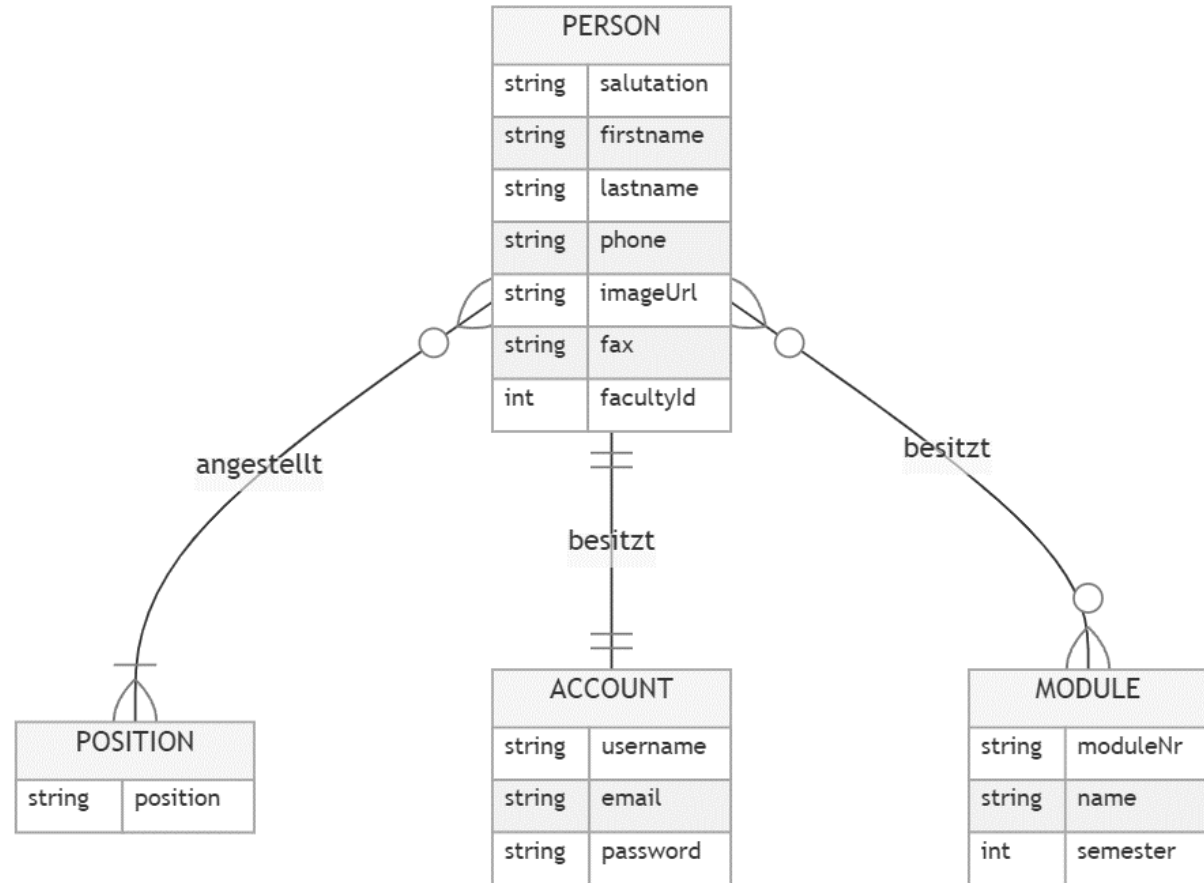 PERSON
string salutation
string firstname
string lastname
string phone
string imageUrl
string fax
int facultyId
angestellt
besitzt
besitzt
POSITION
string position
ACCOUNT
string username
string email
string password
MODULE
string moduleNr
string name
int semester